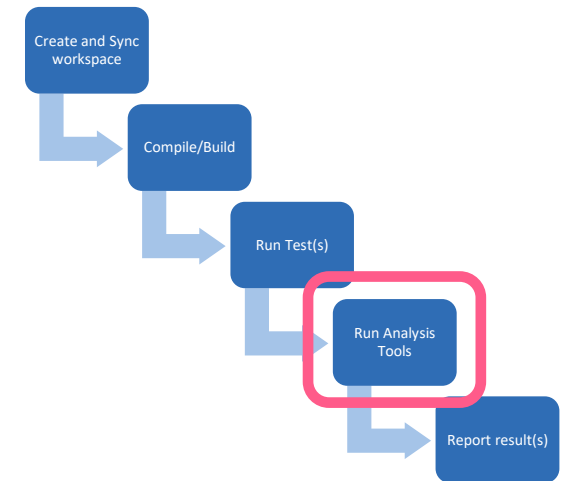 Create and Sync
workspace
Compile/Build
Run Test(s)
Run Analysis
Tools
Report result(s)